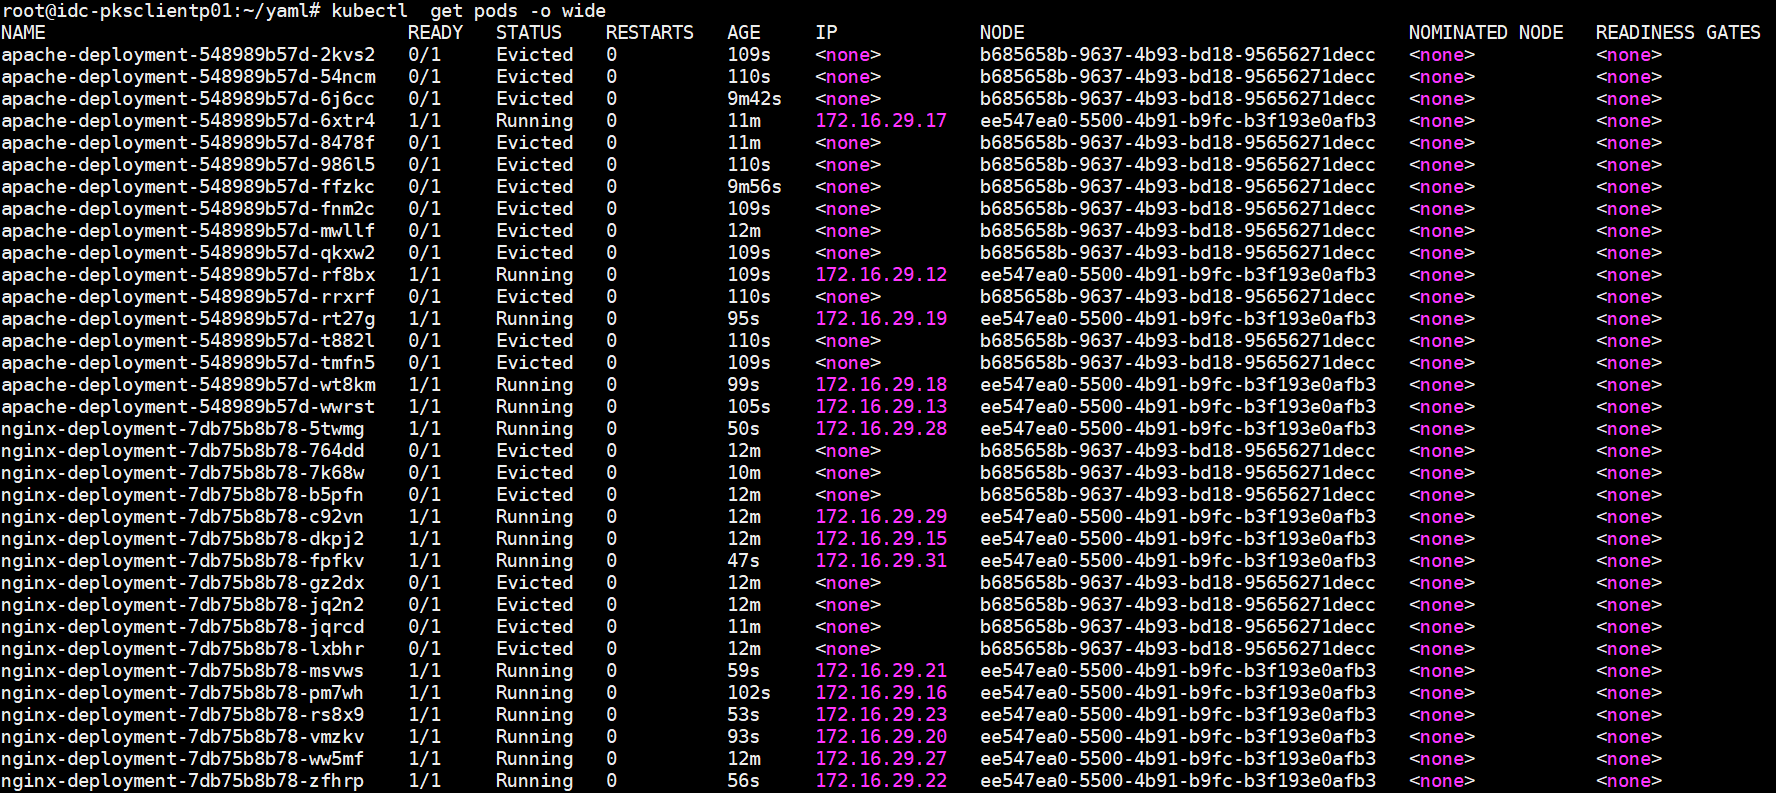 root@idc-pksclientp01:~/yaml# kubectl  get pods -o wide
NAME                                 READY   STATUS    RESTARTS   AGE     IP             NODE                                   NOMINATED NODE   READINESS GATES
apache-deployment-548989b57d-2kvs2   0/1     Evicted   0          109s    <none>         b685658b-9637-4b93-bd18-95656271decc   <none>           <none>
apache-deployment-548989b57d-54ncm   0/1     Evicted   0          110s    <none>         b685658b-9637-4b93-bd18-95656271decc   <none>           <none>
apache-deployment-548989b57d-6j6cc   0/1     Evicted   0          9m42s   <none>         b685658b-9637-4b93-bd18-95656271decc   <none>           <none>
apache-deployment-548989b57d-6xtr4   1/1     Running   0          11m     172.16.29.17   ee547ea0-5500-4b91-b9fc-b3f193e0afb3   <none>           <none>
apache-deployment-548989b57d-8478f   0/1     Evicted   0          11m     <none>         b685658b-9637-4b93-bd18-95656271decc   <none>           <none>
apache-deployment-548989b57d-986l5   0/1     Evicted   0          110s    <none>         b685658b-9637-4b93-bd18-95656271decc   <none>           <none>
apache-deployment-548989b57d-ffzkc   0/1     Evicted   0          9m56s   <none>         b685658b-9637-4b93-bd18-95656271decc   <none>           <none>
apache-deployment-548989b57d-fnm2c   0/1     Evicted   0          109s    <none>         b685658b-9637-4b93-bd18-95656271decc   <none>           <none>
apache-deployment-548989b57d-mwllf   0/1     Evicted   0          12m     <none>         b685658b-9637-4b93-bd18-95656271decc   <none>           <none>
apache-deployment-548989b57d-qkxw2   0/1     Evicted   0          109s    <none>         b685658b-9637-4b93-bd18-95656271decc   <none>           <none>
apache-deployment-548989b57d-rf8bx   1/1     Running   0          109s    172.16.29.12   ee547ea0-5500-4b91-b9fc-b3f193e0afb3   <none>           <none>
apache-deployment-548989b57d-rrxrf   0/1     Evicted   0          110s    <none>         b685658b-9637-4b93-bd18-95656271decc   <none>           <none>
apache-deployment-548989b57d-rt27g   1/1     Running   0          95s     172.16.29.19   ee547ea0-5500-4b91-b9fc-b3f193e0afb3   <none>           <none>
apache-deployment-548989b57d-t882l   0/1     Evicted   0          110s    <none>         b685658b-9637-4b93-bd18-95656271decc   <none>           <none>
apache-deployment-548989b57d-tmfn5   0/1     Evicted   0          109s    <none>         b685658b-9637-4b93-bd18-95656271decc   <none>           <none>
apache-deployment-548989b57d-wt8km   1/1     Running   0          99s     172.16.29.18   ee547ea0-5500-4b91-b9fc-b3f193e0afb3   <none>           <none>
apache-deployment-548989b57d-wwrst   1/1     Running   0          105s    172.16.29.13   ee547ea0-5500-4b91-b9fc-b3f193e0afb3   <none>           <none>
nginx-deployment-7db75b8b78-5twmg    1/1     Running   0          50s     172.16.29.28   ee547ea0-5500-4b91-b9fc-b3f193e0afb3   <none>           <none>
nginx-deployment-7db75b8b78-764dd    0/1     Evicted   0          12m     <none>         b685658b-9637-4b93-bd18-95656271decc   <none>           <none>
nginx-deployment-7db75b8b78-7k68w    0/1     Evicted   0          10m     <none>         b685658b-9637-4b93-bd18-95656271decc   <none>           <none>
nginx-deployment-7db75b8b78-b5pfn    0/1     Evicted   0          12m     <none>         b685658b-9637-4b93-bd18-95656271decc   <none>           <none>
nginx-deployment-7db75b8b78-c92vn    1/1     Running   0          12m     172.16.29.29   ee547ea0-5500-4b91-b9fc-b3f193e0afb3   <none>           <none>
nginx-deployment-7db75b8b78-dkpj2    1/1     Running   0          12m     172.16.29.15   ee547ea0-5500-4b91-b9fc-b3f193e0afb3   <none>           <none>
nginx-deployment-7db75b8b78-fpfkv    1/1     Running   0          47s     172.16.29.31   ee547ea0-5500-4b91-b9fc-b3f193e0afb3   <none>           <none>
nginx-deployment-7db75b8b78-gz2dx    0/1     Evicted   0          12m     <none>         b685658b-9637-4b93-bd18-95656271decc   <none>           <none>
nginx-deployment-7db75b8b78-jq2n2    0/1     Evicted   0          12m     <none>         b685658b-9637-4b93-bd18-95656271decc   <none>           <none>
nginx-deployment-7db75b8b78-jqrcd    0/1     Evicted   0          11m     <none>         b685658b-9637-4b93-bd18-95656271decc   <none>           <none>
nginx-deployment-7db75b8b78-lxbhr    0/1     Evicted   0          12m     <none>         b685658b-9637-4b93-bd18-95656271decc   <none>           <none>
nginx-deployment-7db75b8b78-msvws    1/1     Running   0          59s     172.16.29.21   ee547ea0-5500-4b91-b9fc-b3f193e0afb3   <none>           <none>
nginx-deployment-7db75b8b78-pm7wh    1/1     Running   0          102s    172.16.29.16   ee547ea0-5500-4b91-b9fc-b3f193e0afb3   <none>           <none>
nginx-deployment-7db75b8b78-rs8x9    1/1     Running   0          53s     172.16.29.23   ee547ea0-5500-4b91-b9fc-b3f193e0afb3   <none>           <none>
nginx-deployment-7db75b8b78-vmzkv    1/1     Running   0          93s     172.16.29.20   ee547ea0-5500-4b91-b9fc-b3f193e0afb3   <none>           <none>
nginx-deployment-7db75b8b78-ww5mf    1/1     Running   0          12m     172.16.29.27   ee547ea0-5500-4b91-b9fc-b3f193e0afb3   <none>           <none>
nginx-deployment-7db75b8b78-zfhrp    1/1     Running   0          56s     172.16.29.22   ee547ea0-5500-4b91-b9fc-b3f193e0afb3   <none>           <none>